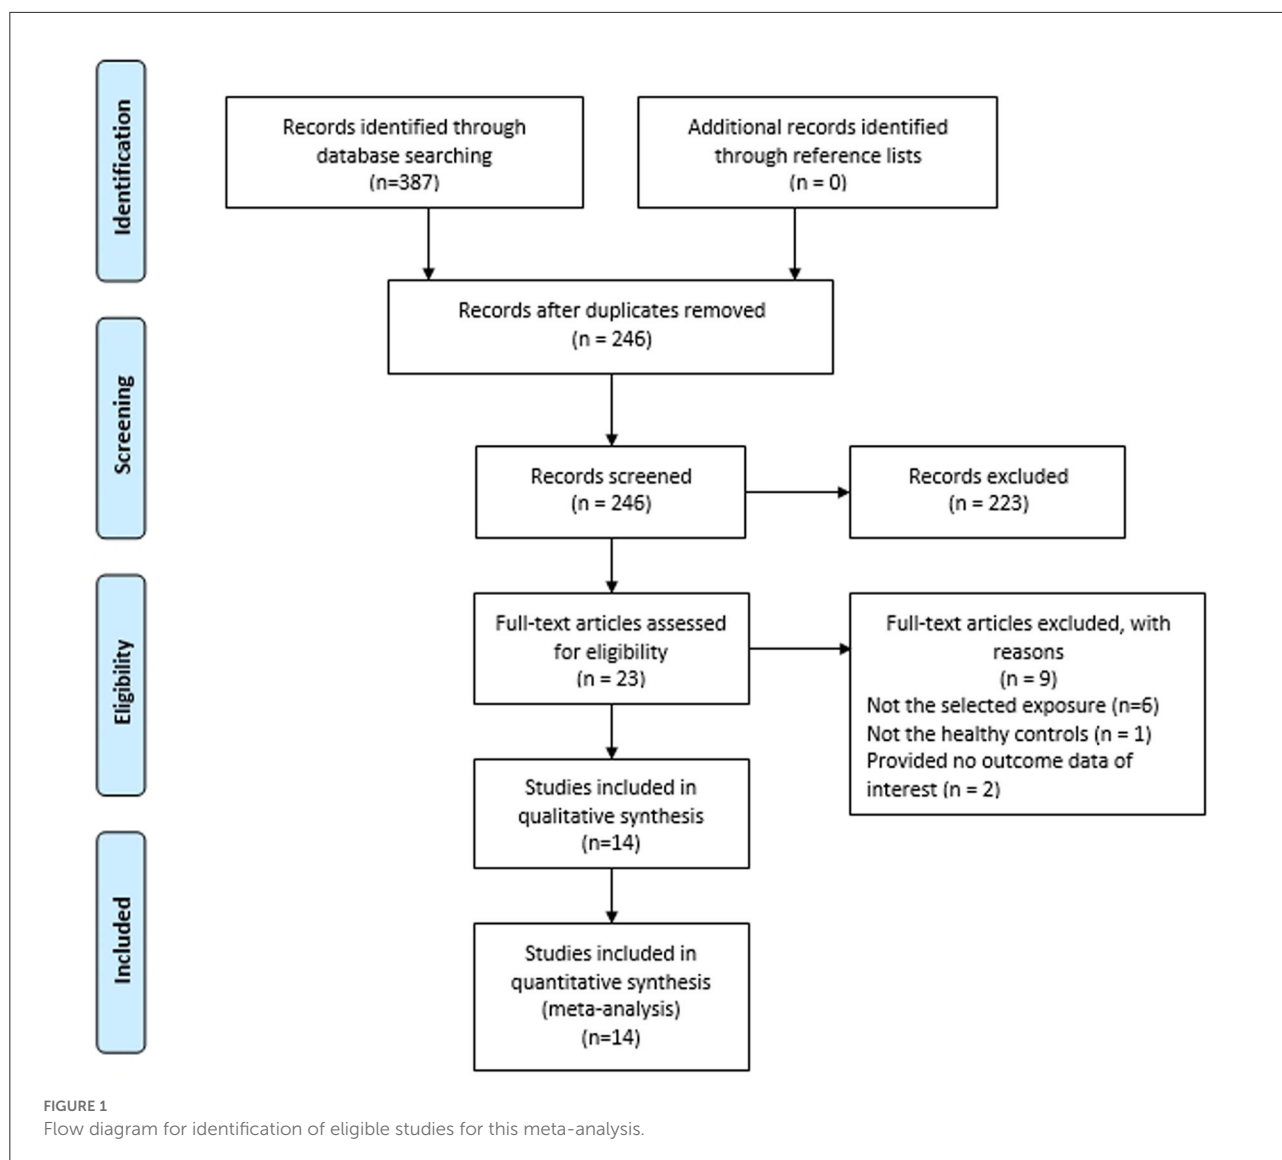 Identification
Records identified through
database searching
(n=387)
Additional records identified
through reference lists
(n = 0)
Records after duplicates removed
(n = 246)
Screening
Records screened
(n = 246)
Records excluded
(n = 223)
Eligibility
Full-text articles assessed
for eligibility
(n = 23)
Full-text articles excluded, with
reasons
(n = 9)
Not the selected exposure (n=6)
Not the healthy controls (n = 1)
Provided no outcome data of
interest (n = 2)
Studies included in
qualitative synthesis
(n=14)
Included
Studies included in
quantitative synthesis
(meta-analysis)
(n=14)
FIGURE 1
Flow diagram for identification of eligible studies for this meta-analysis.